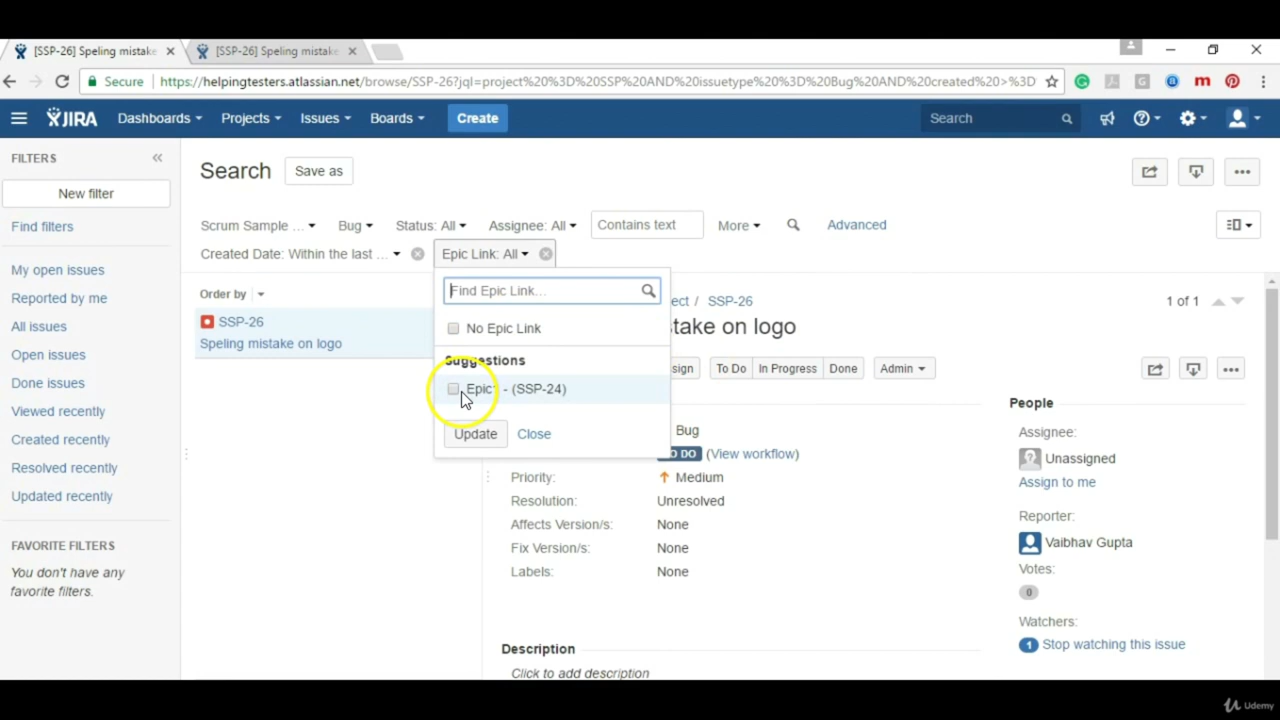 [SSP-26] Speling mistake
[SSP-26] Speling mistake
Secure
https://helpingtesters.atlassian.net/browse/SSP-26?jql=project%20%3D%20SSP%20AND%20issuetype%20%3D%20Bug%20AND%20created%20>%3D'
JIRA
Dashboards
Projects
Issues
Boards
Create
Search
FILTERS
New filter
Find filters
My open issues
Reported by me
All issues
Open issues
Done issues
Viewed recently
Created recently
Resolved recently
Updated recently
FAVORITE FILTERS
You don't have any
favorite filters.
Search
Save as
Scrum Sample ...
Bug
Status: All
Assignee: All
Contains text
More
Advanced
Created Date: Within the last ...
Epic Link: All
Order by
SSP-26
Speling mistake on logo
Find Epic Link...
No Epic Link
Suggestions
- (SSP-24)
Update
Close
/ SSP-26
1 of 1
stake on logo
sign
To Do
In Progress
Done
Admin
Bug
O DO (View workflow)
Priority: Medium
Resolution: Unresolved
Affects Version/s: None
Fix Version/s: None
Labels: None
Description
Click to add description
People
Assignee:
Unassigned
Assign to me
Reporter:
Vaibhav Gupta
Votes:
0
Watchers:
1 Stop watching this issue
Udemy